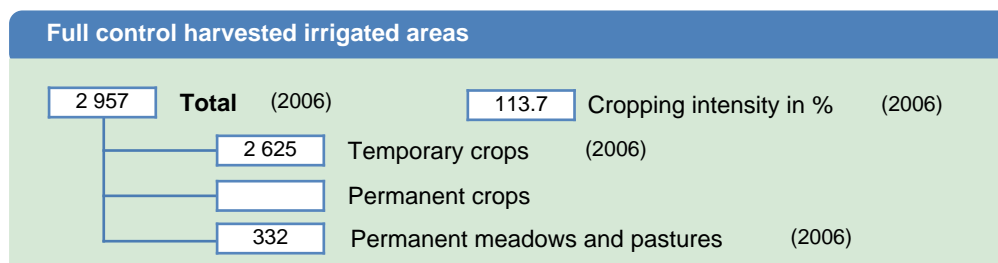 Full control harvested irrigated areas
2 957 Total (2006) 113.7 Cropping intensity in % (2006)
2 625 Temporary crops (2006)
Permanent crops
332 Permanent meadows and pastures (2006)